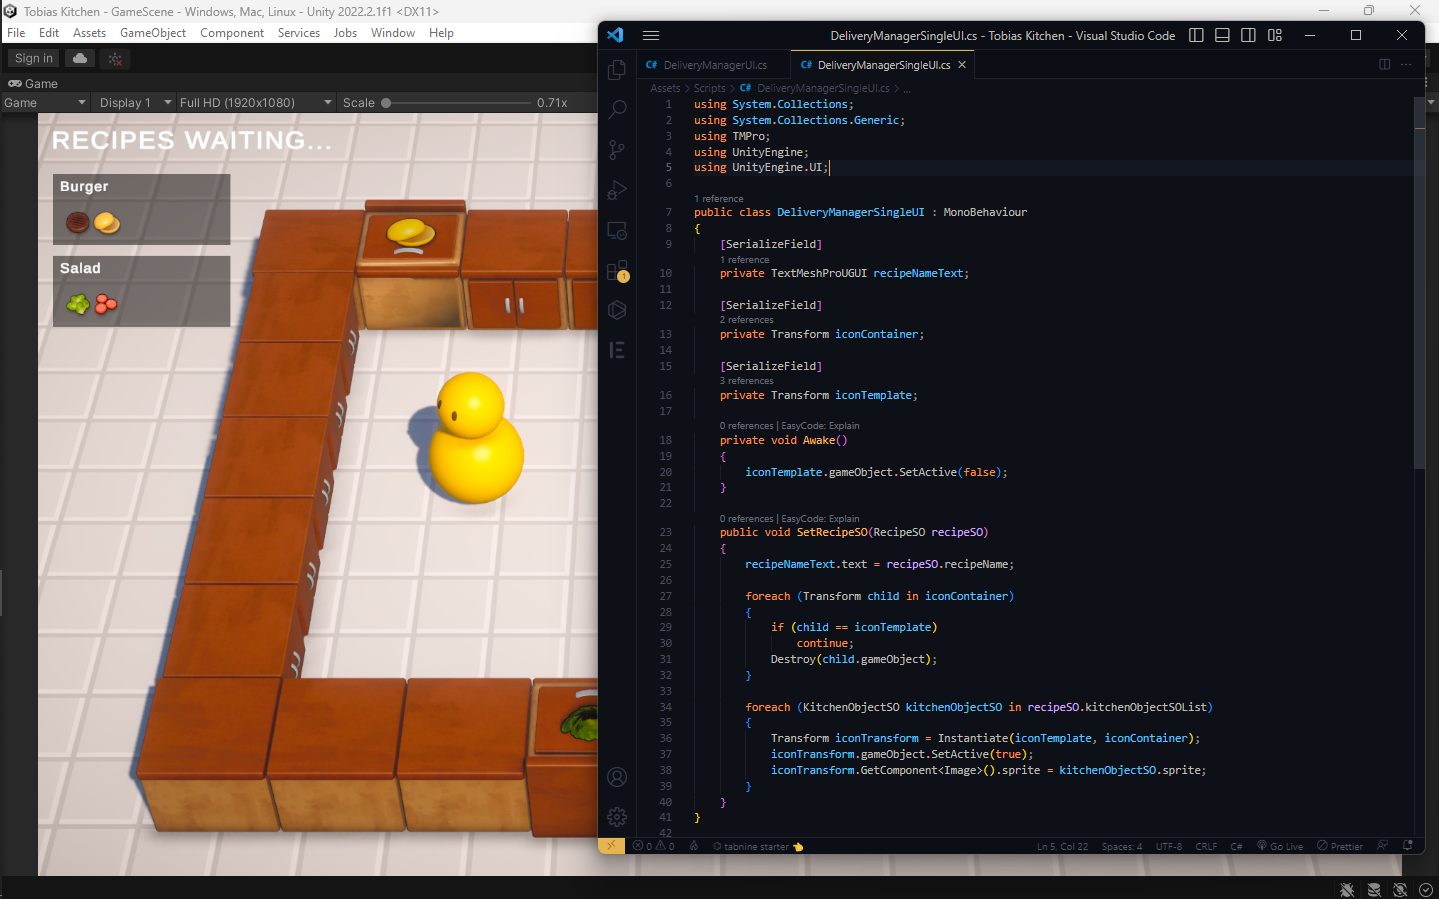 Tobias Kitchen - GameScene - Windows, Mac, Linux - Unity 2022.2.1f1 <DX11>
File Edit Assets GameObject Component Services Jobs Window Help
Sign in
Game
Game Display 1 Full HD (1920x1080) Scale 0.71x
RECIPES WAITING...
Burger
Salad
DeliveryManagerSingleUI.cs - Tobias Kitchen - Visual Studio Code
C# DeliveryManagerUI.cs C# DeliveryManagerSingleUI.cs
Assets > Scripts > C# DeliveryManagerSingleUI.cs > ...
1 using System.Collections;
2 using System.Collections.Generic;
3 using TMPro;
4 using UnityEngine;
5 using UnityEngine.UI;
6
1 reference
7 public class DeliveryManagerSingleUI : MonoBehaviour
8 {
9 [SerializeField]
1 reference
10 private TextMeshProUGUI recipeNameText;
11
12 [SerializeField]
2 references
13 private Transform iconContainer;
14
15 [SerializeField]
3 references
16 private Transform iconTemplate;
17
0 references | EasyCode: Explain
18 private void Awake()
19 {
20 iconTemplate.gameObject.SetActive(false);
21 }
22
0 references | EasyCode: Explain
23 public void SetRecipeSO(RecipeSO recipeSO)
24 {
25 recipeNameText.text = recipeSO.recipeName;
26
27 foreach (Transform child in iconContainer)
28 {
29 if (child == iconTemplate)
30 continue;
31 Destroy(child.gameObject);
32 }
33
34 foreach (KitchenObjectSO kitchenObjectSO in recipeSO.kitchenObjectSOList)
35 {
36 Transform iconTransform = Instantiate(iconTemplate, iconContainer);
37 iconTransform.gameObject.SetActive(true);
38 iconTransform.GetComponent<Image>().sprite = kitchenObjectSO.sprite;
39 }
40 }
41 }
42
1
0 0 tabnine starter Ln 5, Col 22 Spaces: 4 UTF-8 CRLF C# Go Live Prettier